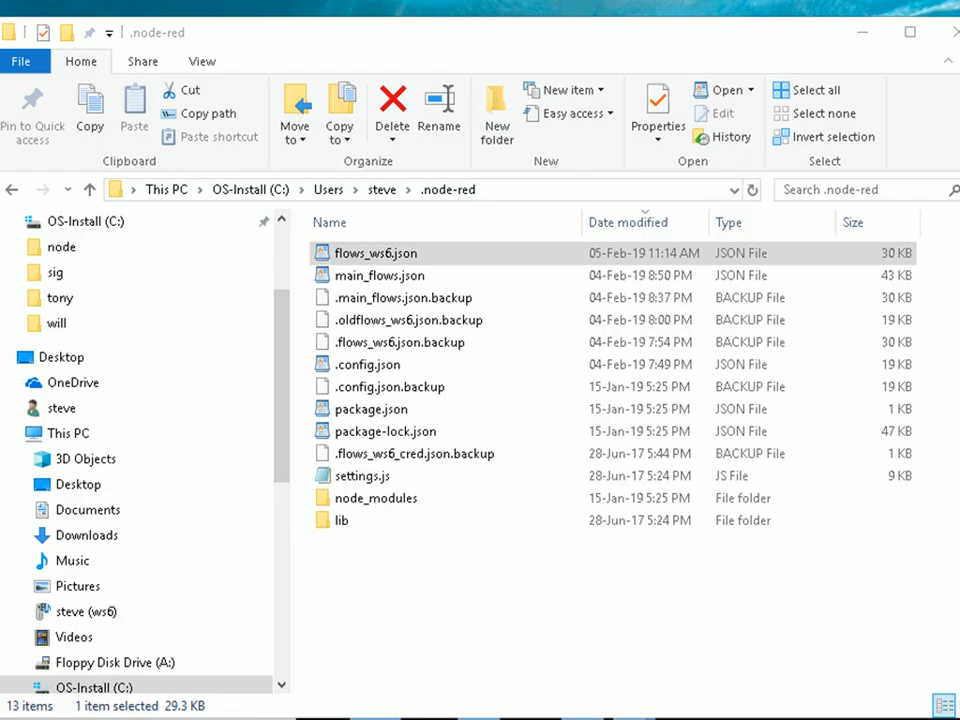 .node-red
File Home Share View
Pin to Quick access
Copy
Paste
Cut
Copy path
Paste shortcut
Move to
Copy to
Delete
Rename
New folder
New item
Easy access
Properties
Open
Edit
History
Select all
Select none
Invert selection
Clipboard Organize New Open Select
This PC OS-Install (C:) Users steve .node-red
Search .node-red
Name Date modified Type Size
OS-Install (C:)
node
sig
tony
will
Desktop
OneDrive
steve
This PC
3D Objects
Desktop
Documents
Downloads
Music
Pictures
steve (ws6)
Videos
Floppy Disk Drive (A:)
OS-Install (C:)
flows_ws6.json 05-Feb-19 11:14 AM JSON File 30 KB
main_flows.json 04-Feb-19 8:50 PM JSON File 43 KB
.main_flows.json.backup 04-Feb-19 8:37 PM BACKUP File 30 KB
.oldflows_ws6.json.backup 04-Feb-19 8:00 PM BACKUP File 19 KB
.flows_ws6.json.backup 04-Feb-19 7:54 PM BACKUP File 30 KB
.config.json 04-Feb-19 7:49 PM JSON File 19 KB
.config.json.backup 15-Jan-19 5:25 PM BACKUP File 19 KB
package.json 15-Jan-19 5:25 PM JSON File 1 KB
package-lock.json 15-Jan-19 5:25 PM JSON File 47 KB
.flows_ws6_cred.json.backup 28-Jun-17 5:44 PM BACKUP File 1 KB
settings.js 28-Jun-17 5:24 PM JS File 9 KB
node_modules 15-Jan-19 5:25 PM File folder
lib 28-Jun-17 5:24 PM File folder
13 items 1 item selected 29.3 KB